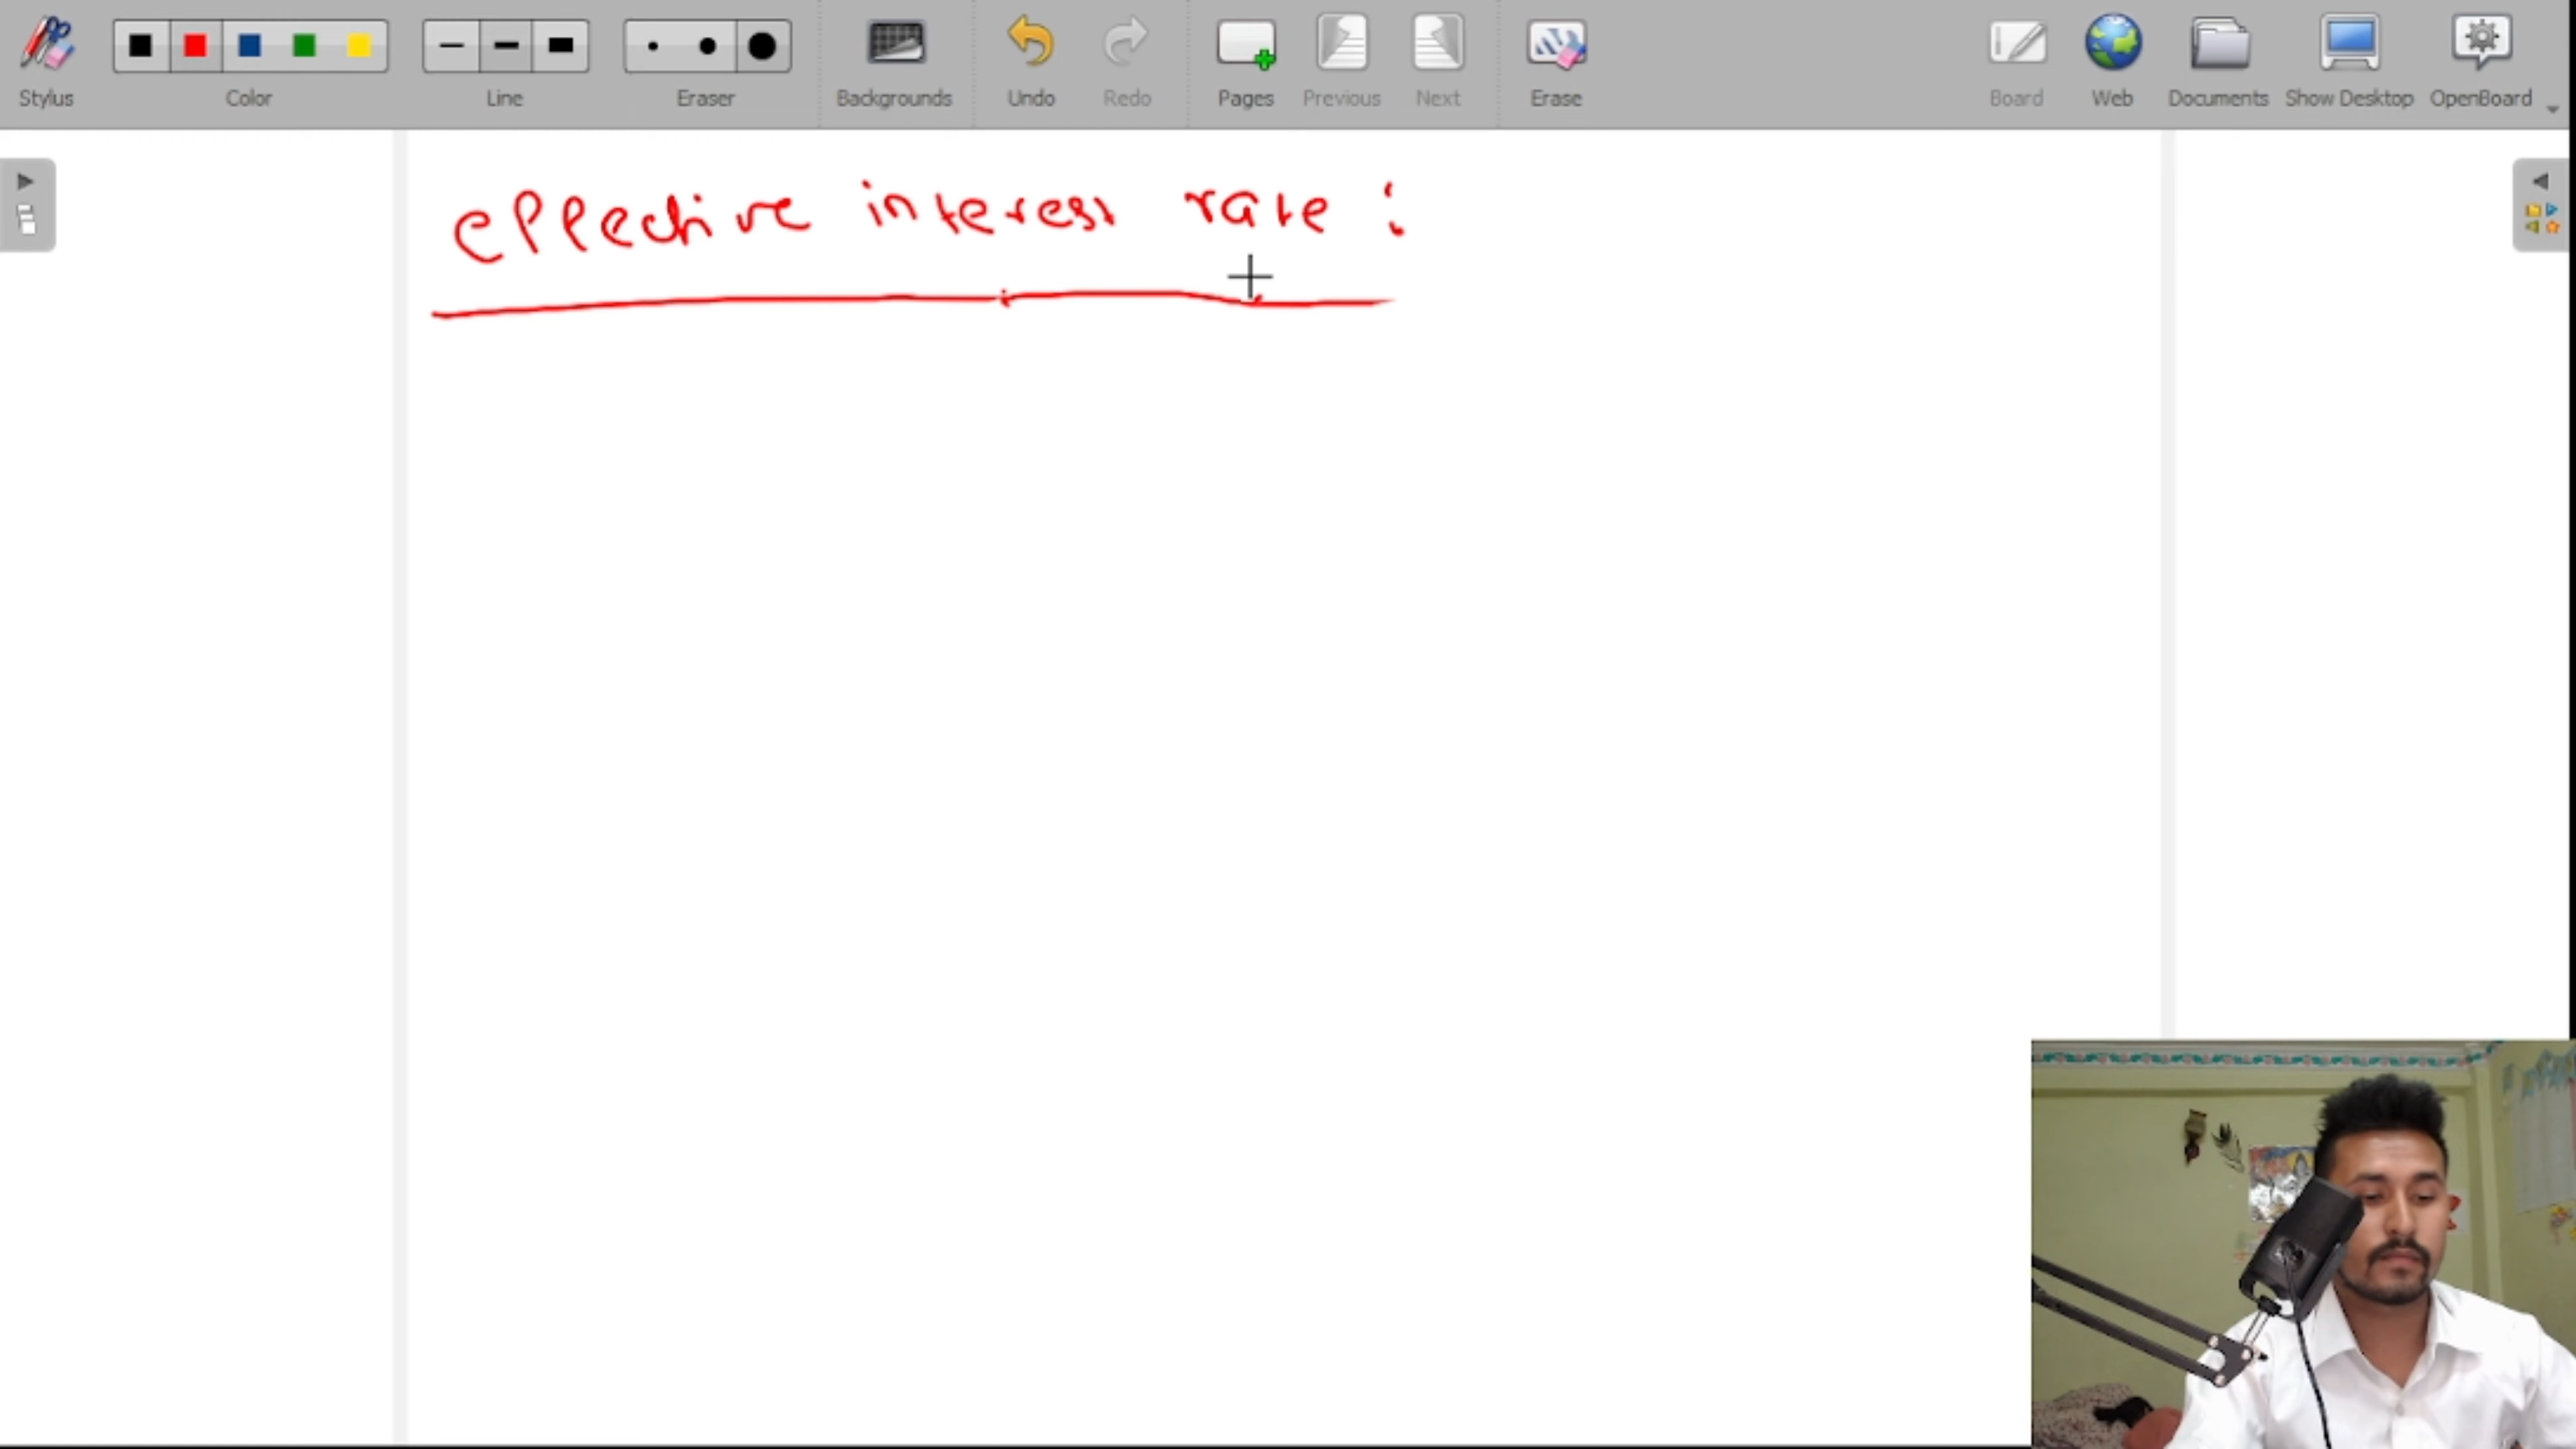 Stylus Color Line Eraser Backgrounds Undo Redo Pages Previous Next Erase Board Web Documents Show Desktop OpenBoard
effective interest rate :